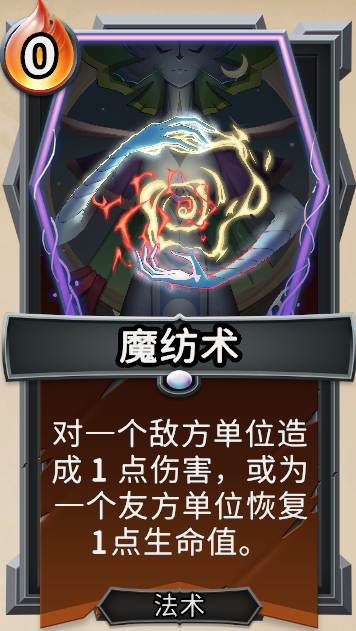 0
魔纺术
对一个敌方单位造
成 1 点伤害，或为
一个友方单位恢复
1点生命值。
法术